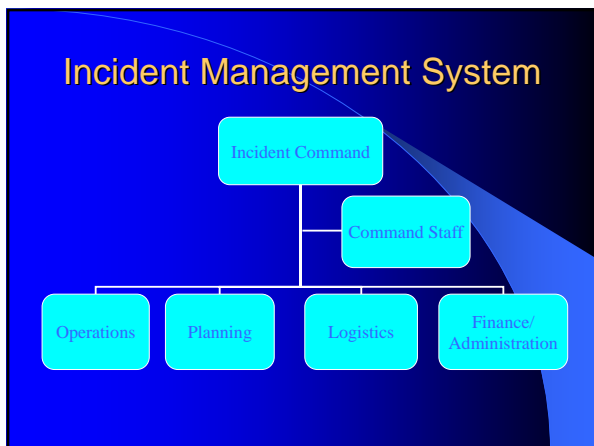 Incident Management System
Incident Command
Command Staff
Operations
Planning
Logistics
Finance/
Administration